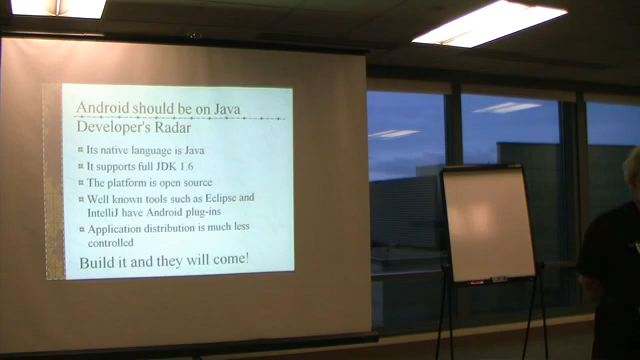 Android should be on Java
Developer's Radar
Its native language is Java
It supports full JDK 1.6
The platform is open source
Well known tools such as Eclipse and
IntelliJ have Android plug-ins
Application distribution is much less
controlled
Build it and they will come!